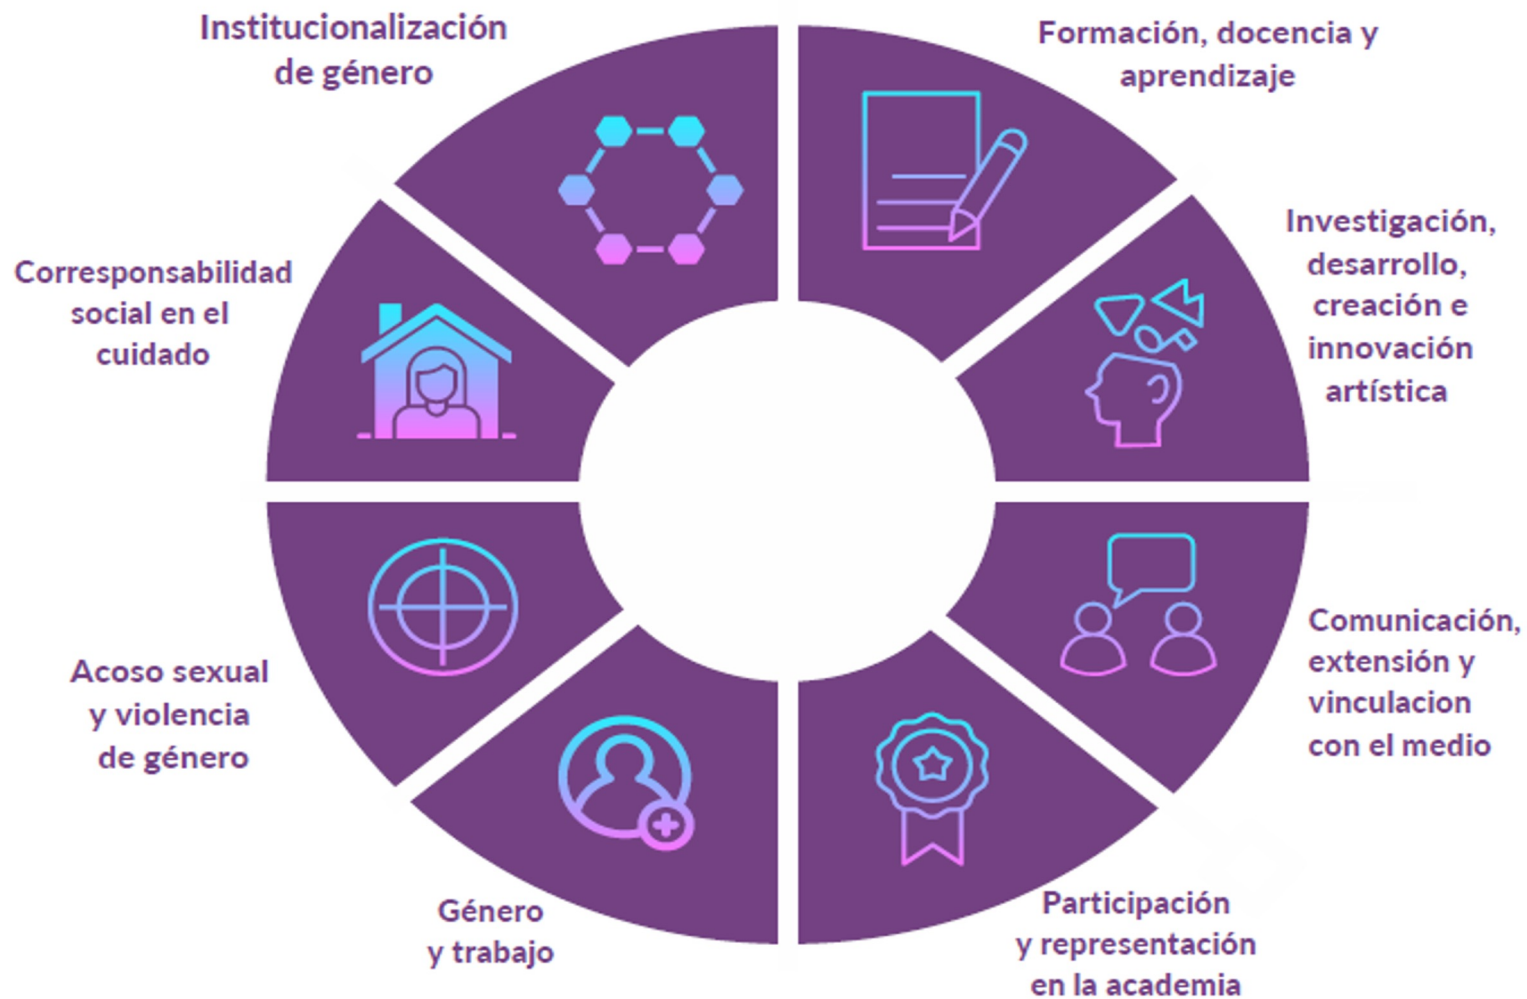 Institucionalización
de género
Formación, docencia y
aprendizaje
Investigación,
desarrollo,
creación e
innovación
artística
Comunicación,
extensión y
vinculacion
con el medio
Participación
y representación
en la academia
Género
y trabajo
Acoso sexual
y violencia
de género
Corresponsabilidad
social en el
cuidado